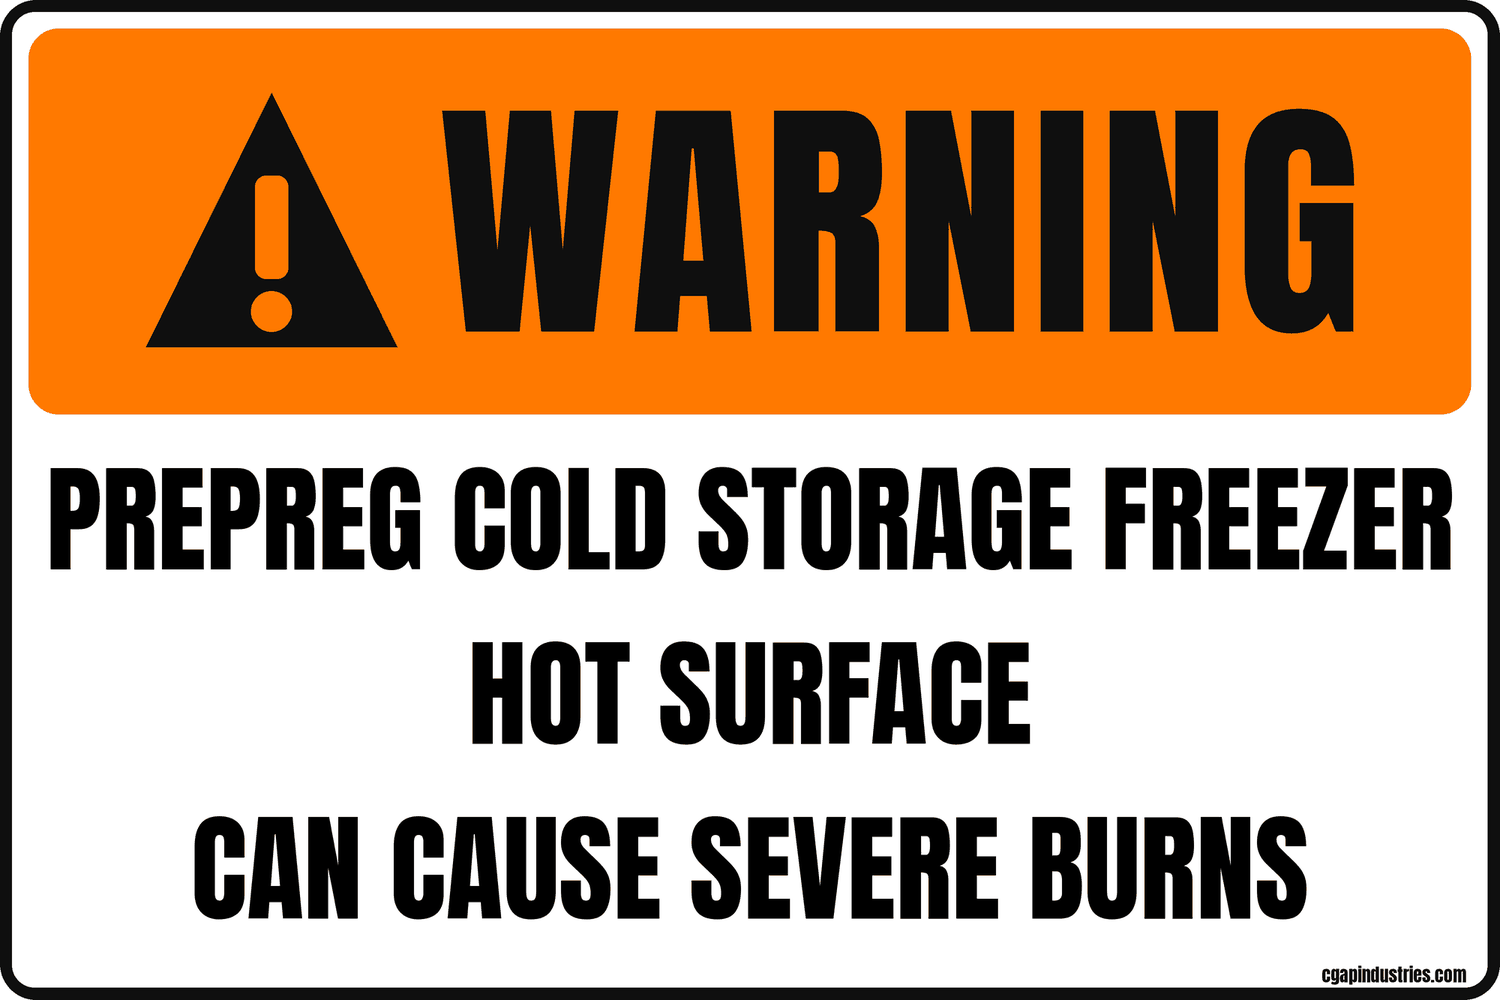 WARNING
PREPREG COLD STORAGE FREEZER
HOT SURFACE
CAN CAUSE SEVERE BURNS
cgapindustries.com